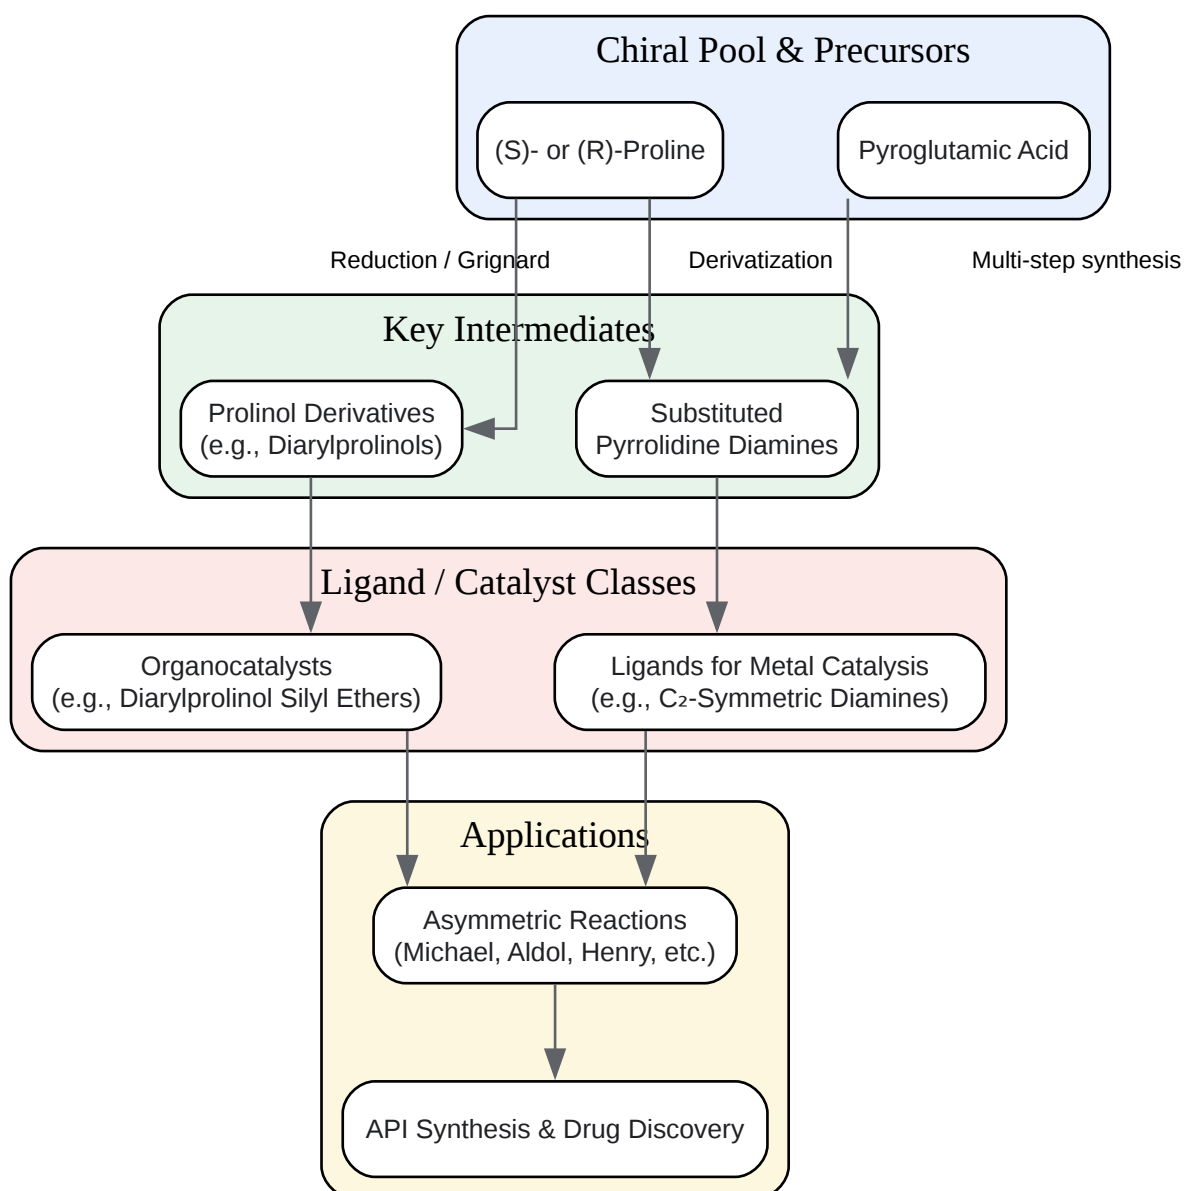 Chiral Pool & Precursors
(S)- or (R)-Proline
Pyroglutamic Acid
Reduction / Grignard
Derivatization
Multi-step synthesis
Key Intermediates
Prolinol Derivatives
(e.g., Diarylprolinols)
Substituted
Pyrrolidine Diamines
Ligand / Catalyst Classes
Organocatalysts
(e.g., Diarylprolinol Silyl Ethers)
Ligands for Metal Catalysis
(e.g., C₂-Symmetric Diamines)
Applications
Asymmetric Reactions
(Michael, Aldol, Henry, etc.)
API Synthesis & Drug Discovery